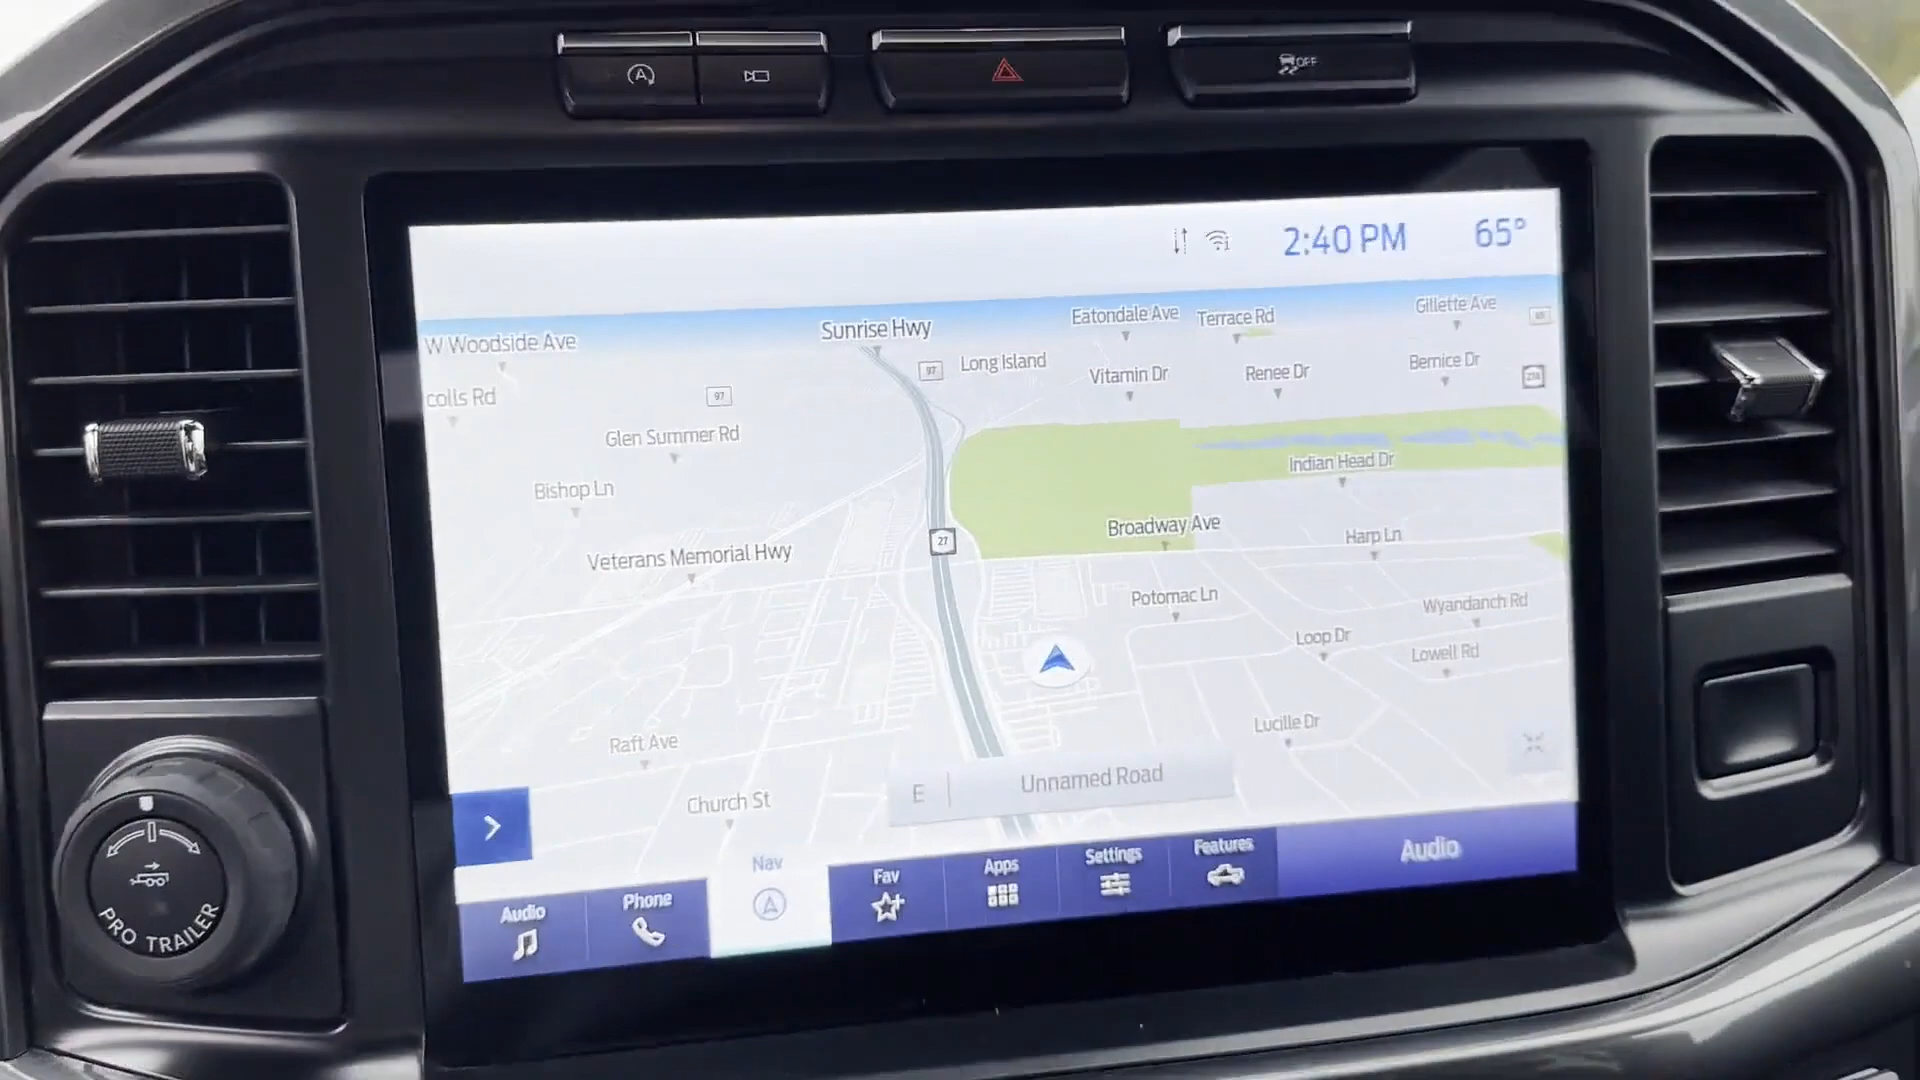 A
OFF
2:40 PM 65°
Eatondale Ave
Terrace Rd
Gillette Ave
W Woodside Ave
Sunrise Hwy
97
Long Island
Vitamin Dr
Renee Dr
Bernice Dr
colls Rd
97
Glen Summer Rd
Indian Head Dr
Bishop Ln
27
Broadway Ave
Harp Ln
Veterans Memorial Hwy
Potomac Ln
Wyandanch Rd
Loop Dr
Lowell Rd
Lucille Dr
Raft Ave
E Unnamed Road
Church St
Audio
Phone
Nav
Fav
Apps
Settings
Features
Audio
PRO TRAILER